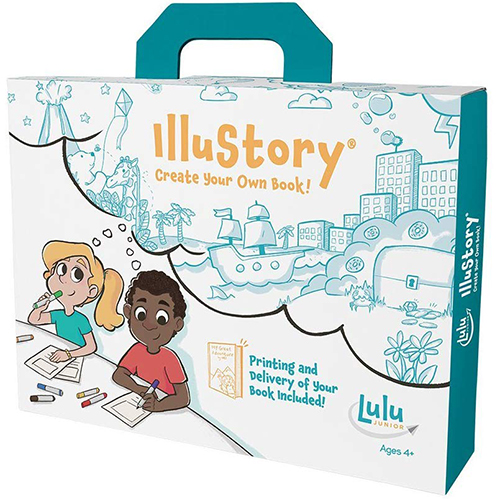 IlluStory®
Create Your Own Book!
Printing and
Delivery of Your
Book Included!
Lulu
JUNIOR
Ages 4+
IlluStory®
Create Your Own Book!
Lulu
JUNIOR